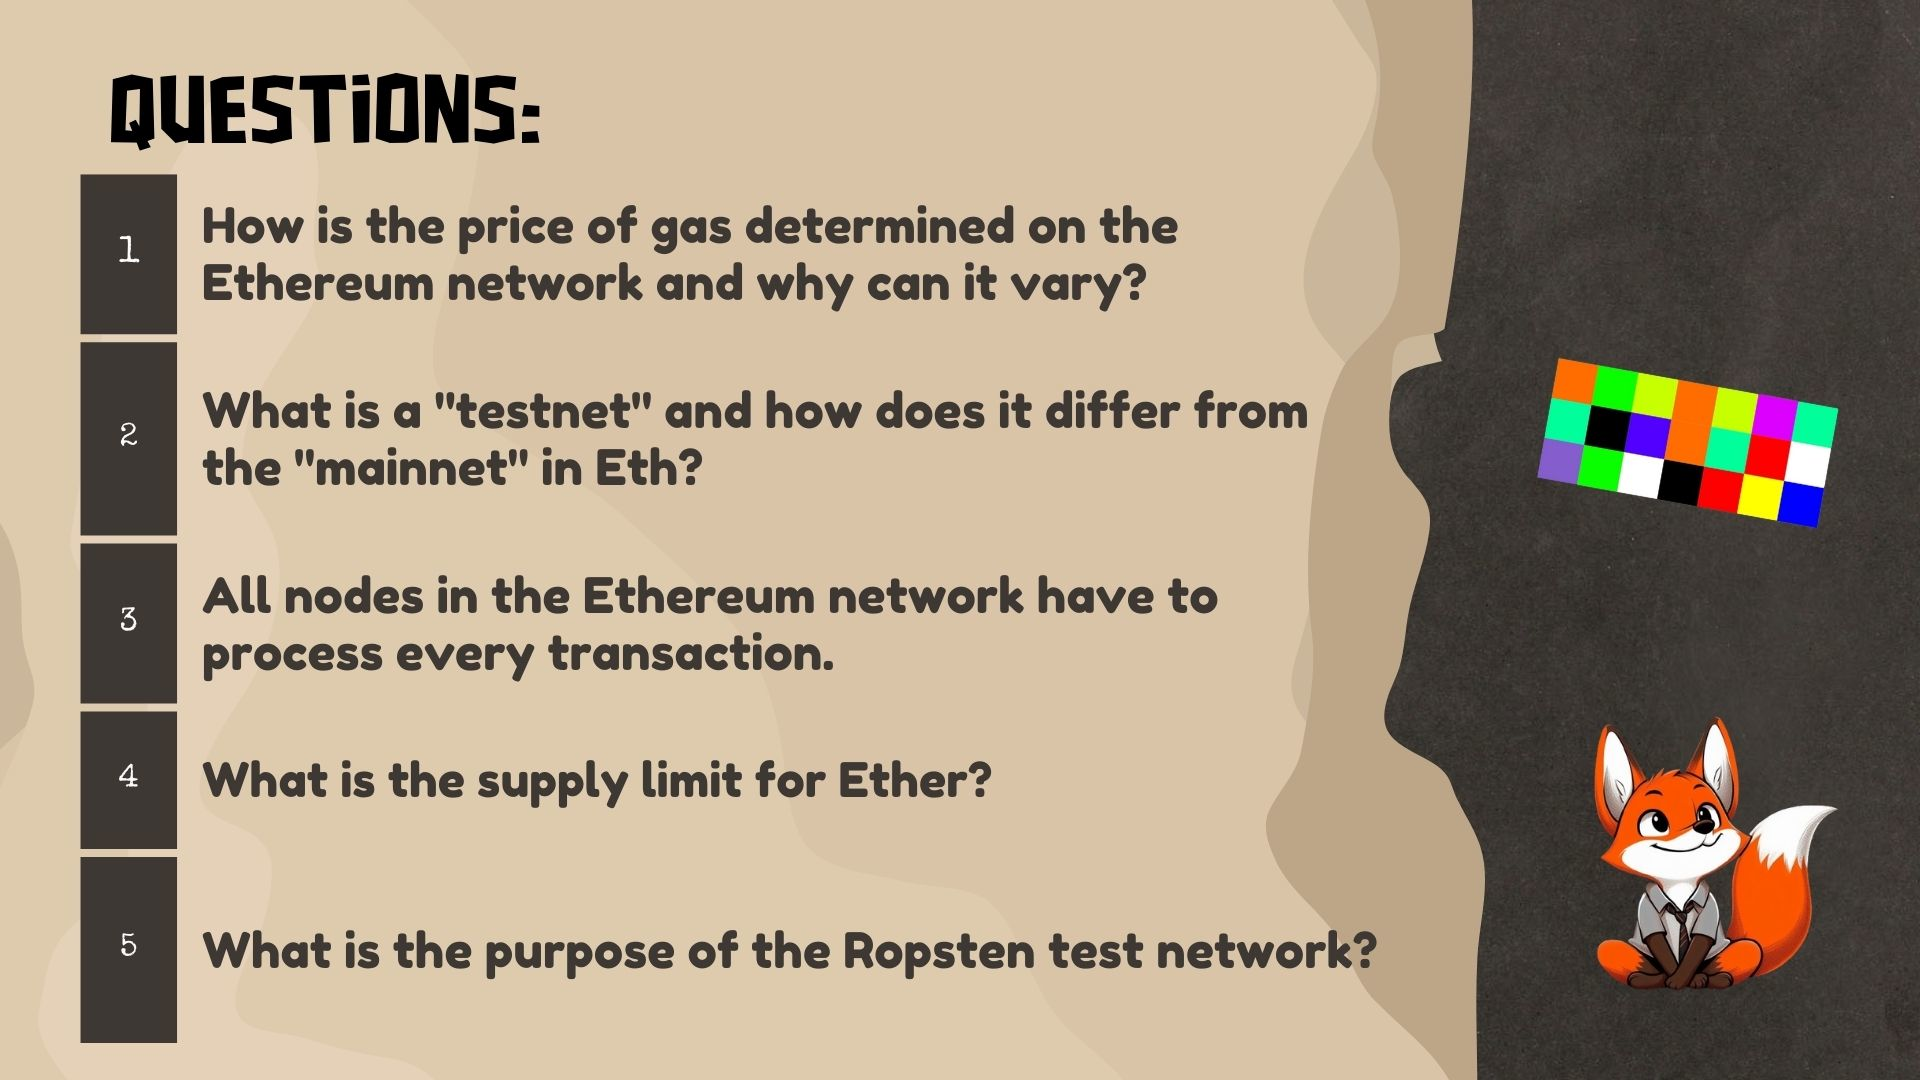 QUESTIONS:
1
How is the price of gas determined on the
Ethereum network and why can it vary?
2
What is a "testnet" and how does it differ from
the "mainnet" in Eth?
3
All nodes in the Ethereum network have to
process every transaction.
4
What is the supply limit for Ether?
5
What is the purpose of the Ropsten test network?